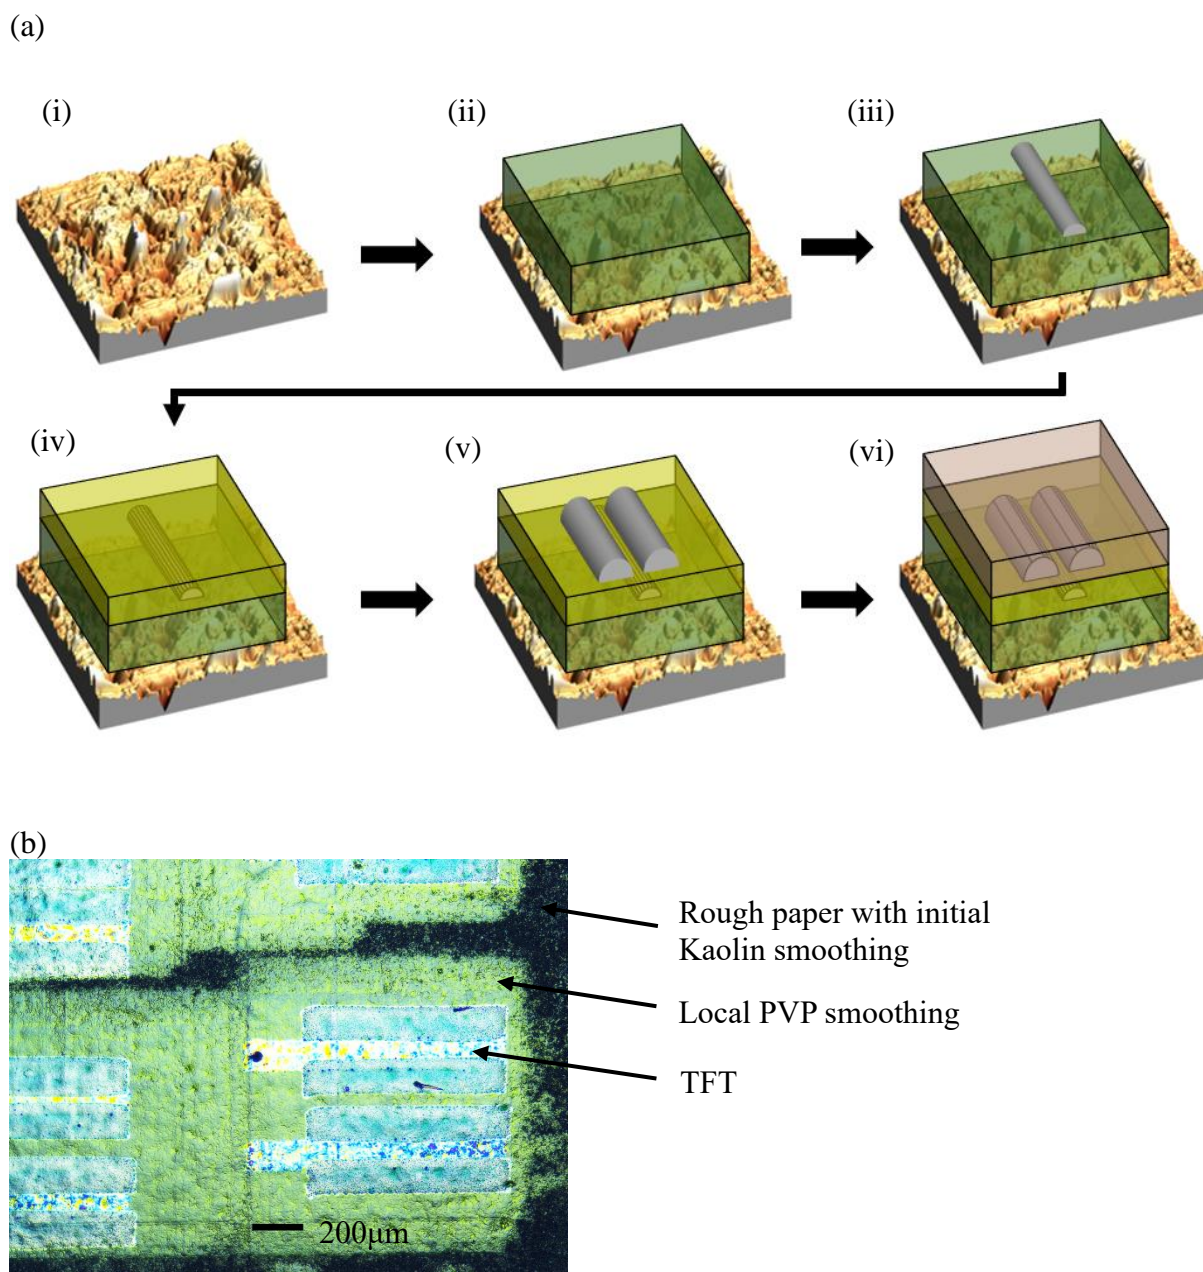 (a)
(i)
(ii)
(iii)
(iv)
(v)
(vi)
(b)
Rough paper with initial
Kaolin smoothing
Local PVP smoothing
TFT
200μm